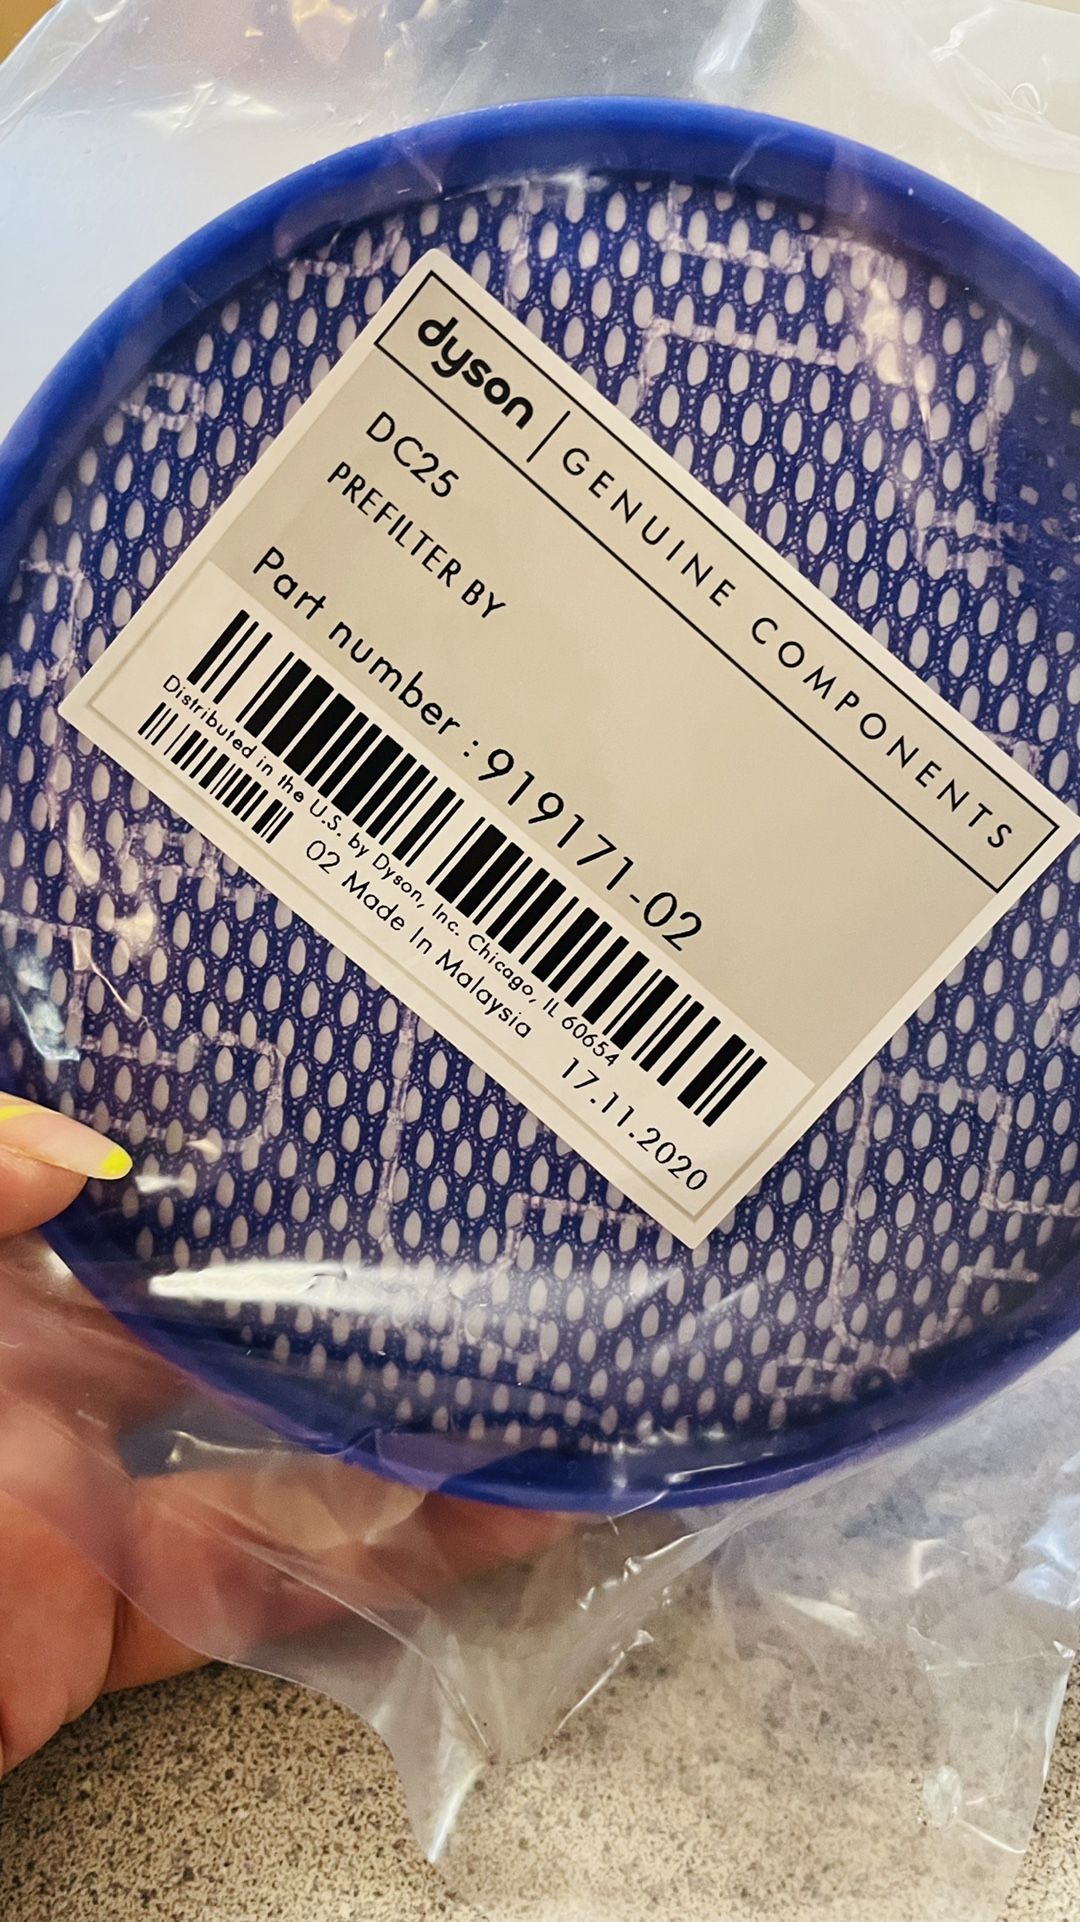 dyson | GENUINE COMPONENTS
DC25
PREFILTER BY
Part number : 919171-02
Distributed in the U.S. by Dyson, Inc. Chicago, IL 60654
02 Made In Malaysia 17.11.2020